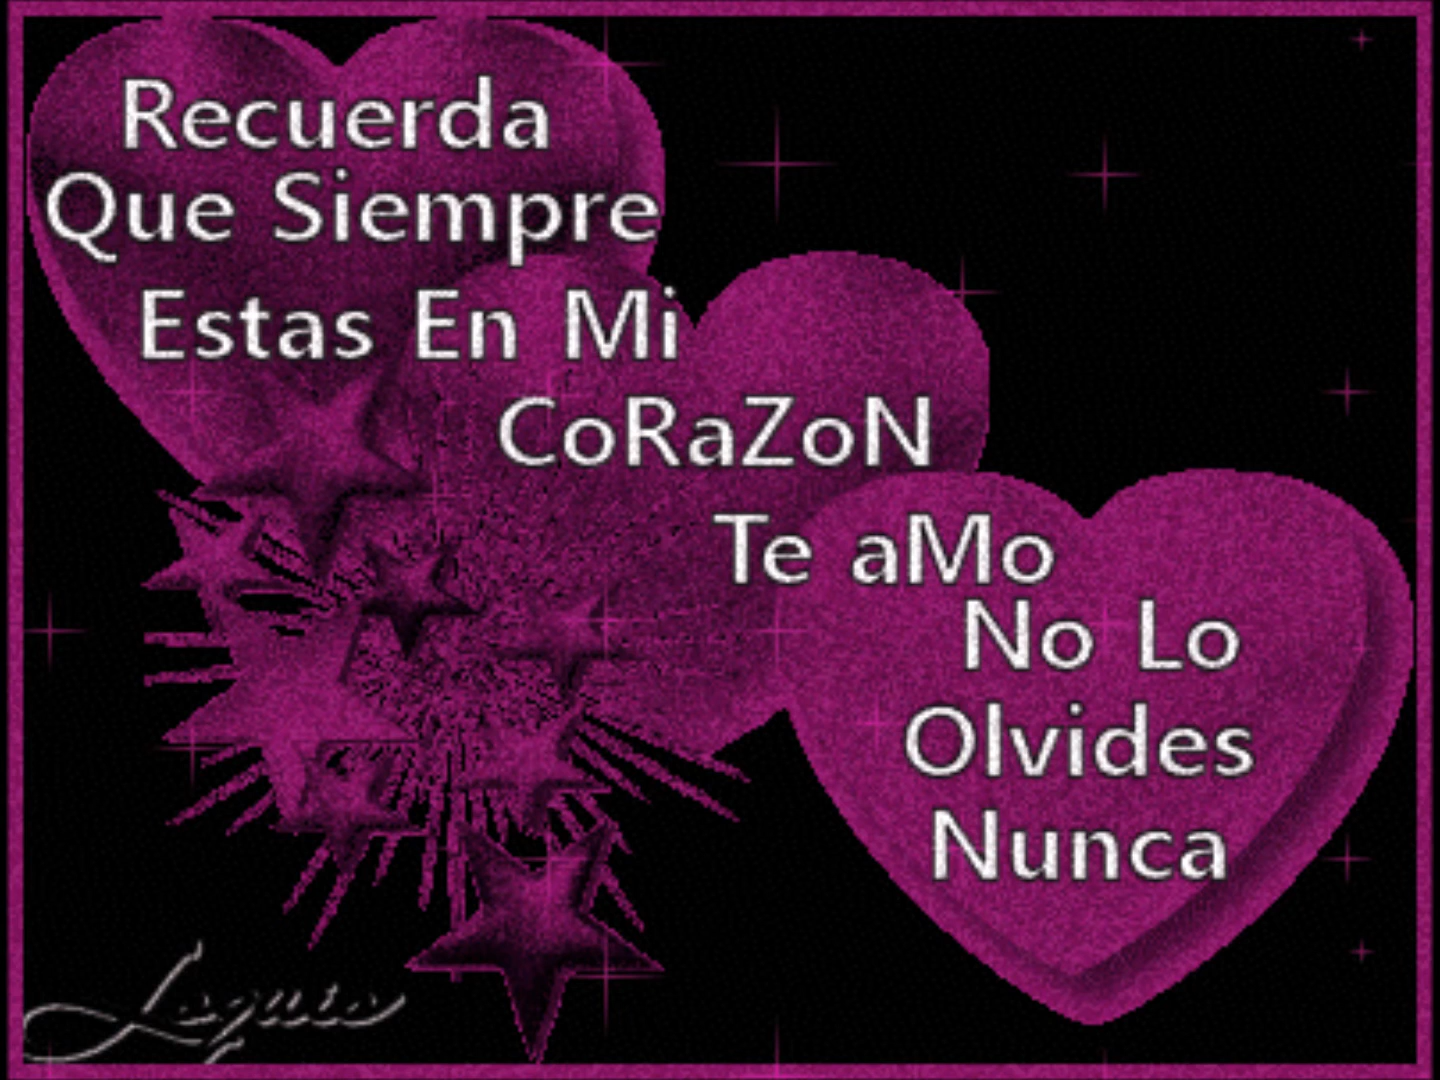 Recuerda
Que Siempre
Estas En Mi
CoRaZoN
Te aMo
No Lo
Olvides
Nunca